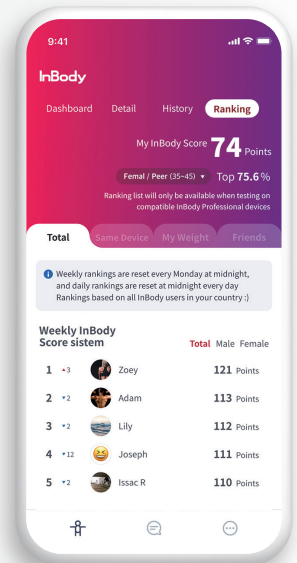 9:41
InBody
Dashboard Detail History Ranking
My InBody Score 74 Points
Femal / Peer (35~45) ▼ Top 75.6%
Ranking list will only be available when testing on
compatible InBody Professional devices
Total Same Device My Weight Friends
Weekly rankings are reset every Monday at midnight,
and daily rankings are reset at midnight every day
Rankings based on all InBody users in your country :)
Weekly InBody
Score sistem
Total Male Female
1 ▲3 Zoey 121 Points
2 ▼2 Adam 113 Points
3 ▼2 Lily 112 Points
4 ▼12 Joseph 111 Points
5 ▼2 Issac R 110 Points